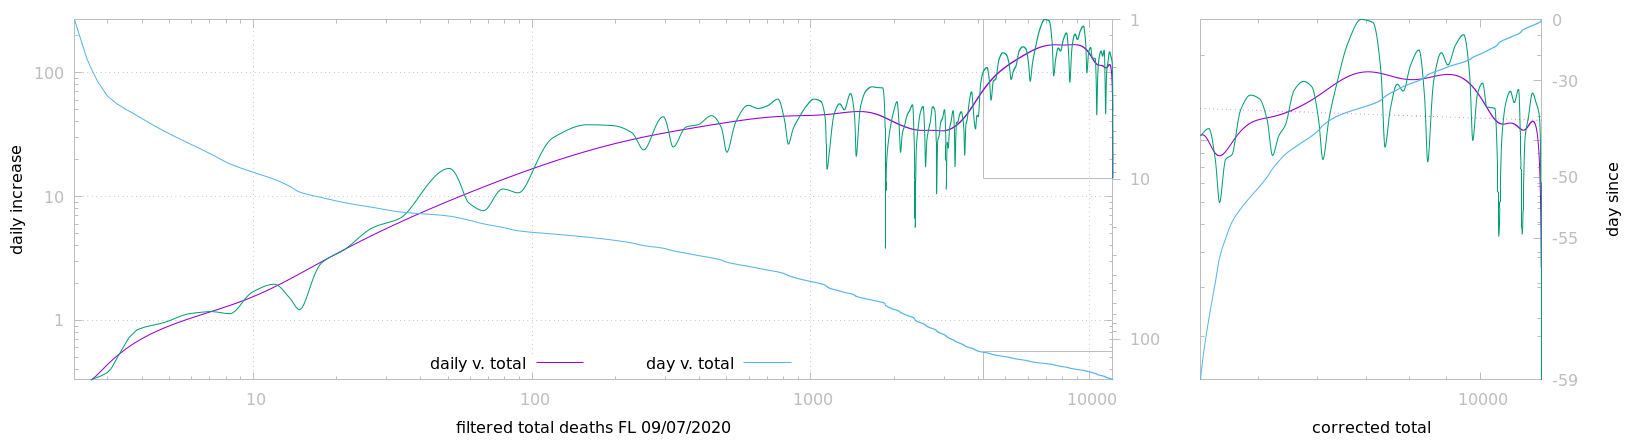 100
10
1
daily increase
10
100
1000
10000
1
10
100
daily v. total
day v. total
filtered total deaths FL 09/07/2020
0
-30
-50
-55
-59
day since
10000
corrected total